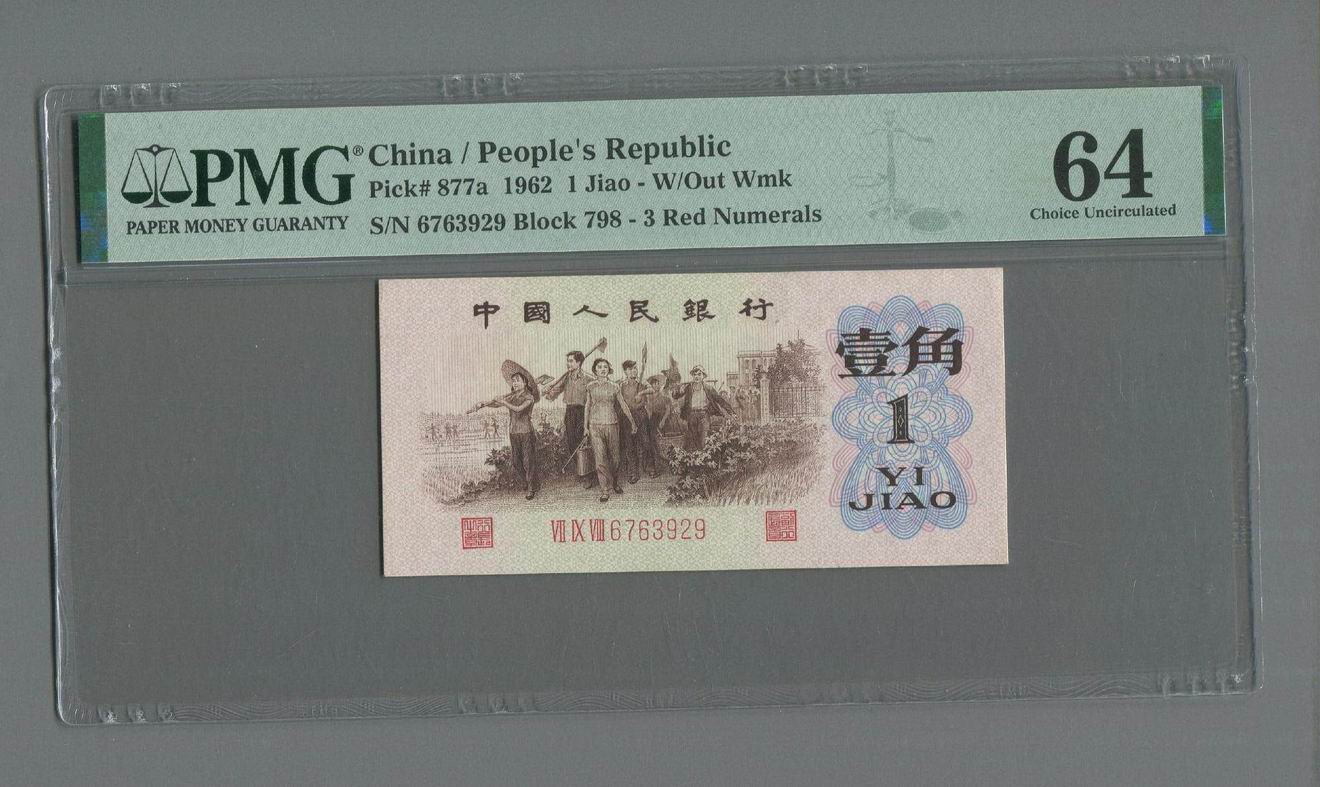 PMG®
PAPER MONEY GUARANTY
China / People's Republic
Pick# 877a 1962 1 Jiao - W/Out Wmk
S/N 6763929 Block 798 - 3 Red Numerals
64
Choice Uncirculated
中國人民銀行
壹角
1
YI
JIAO
VII IX VIII 6763929